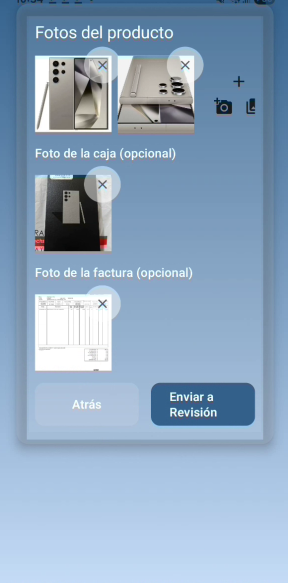 Fotos del producto
Foto de la caja (opcional)
Foto de la factura (opcional)
Atrás
Enviar a
Revisión